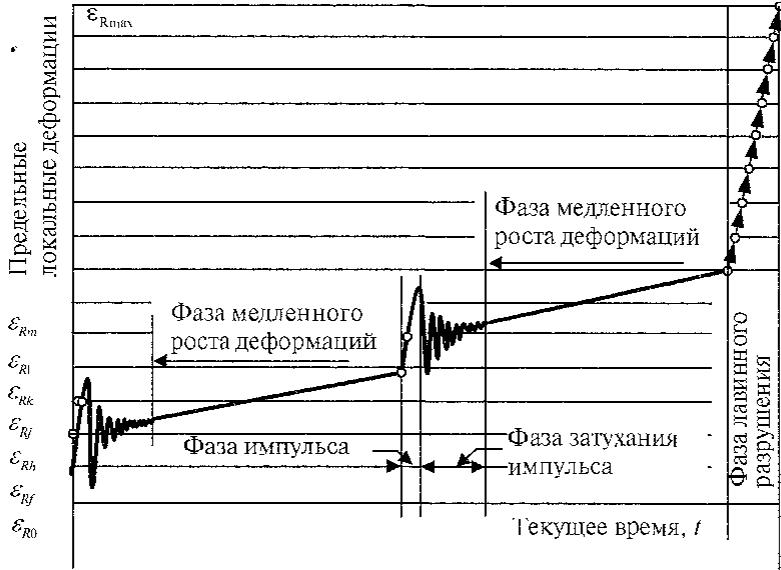 ε_Rmax
Предельные
локальные деформации
Фаза медленного
роста деформаций
Фаза медленного
роста деформаций
ε_Rm
ε_Rl
ε_Rk
ε_Rj
ε_Rh
ε_Rf
ε_R0
Фаза импульса
Фаза затухания
импульса
Фаза лавинного
разрушения
Текущее время, t